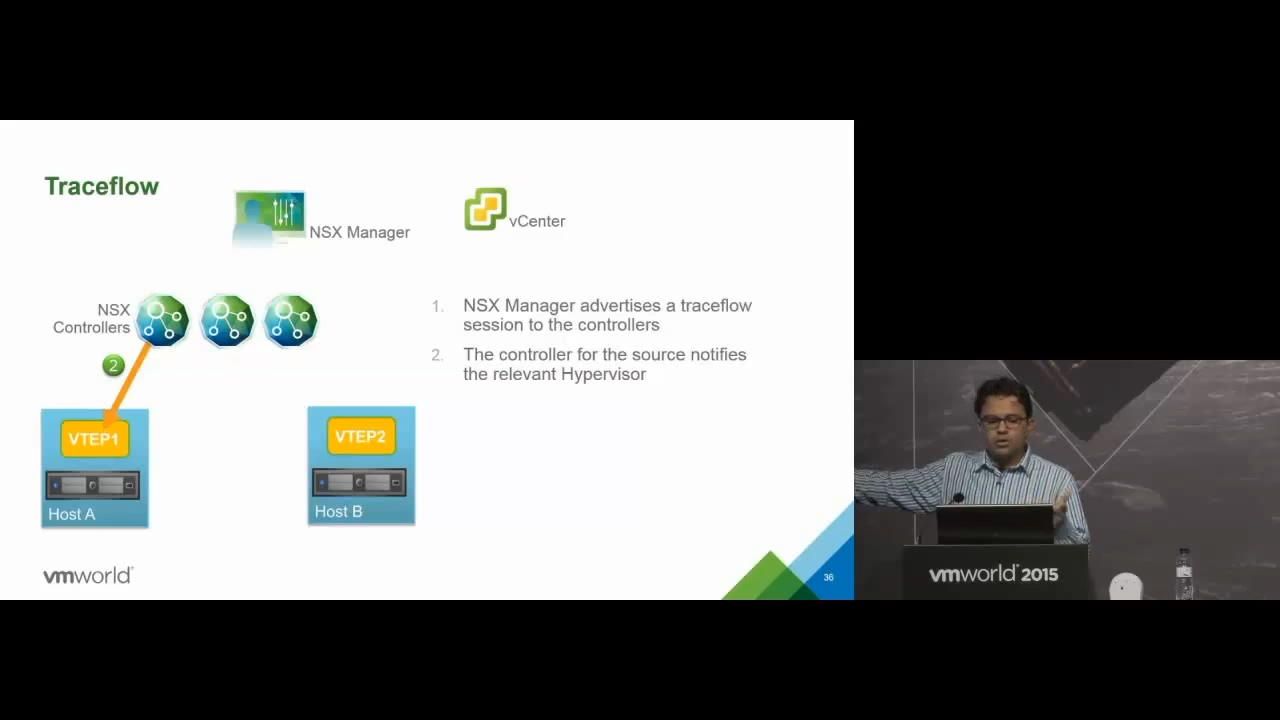 Traceflow
NSX Manager
vCenter
NSX
Controllers
2
VTEP1
Host A
VTEP2
Host B
1. NSX Manager advertises a traceflow
session to the controllers
2. The controller for the source notifies
the relevant Hypervisor
vmworld®
36
vmworld® 2015